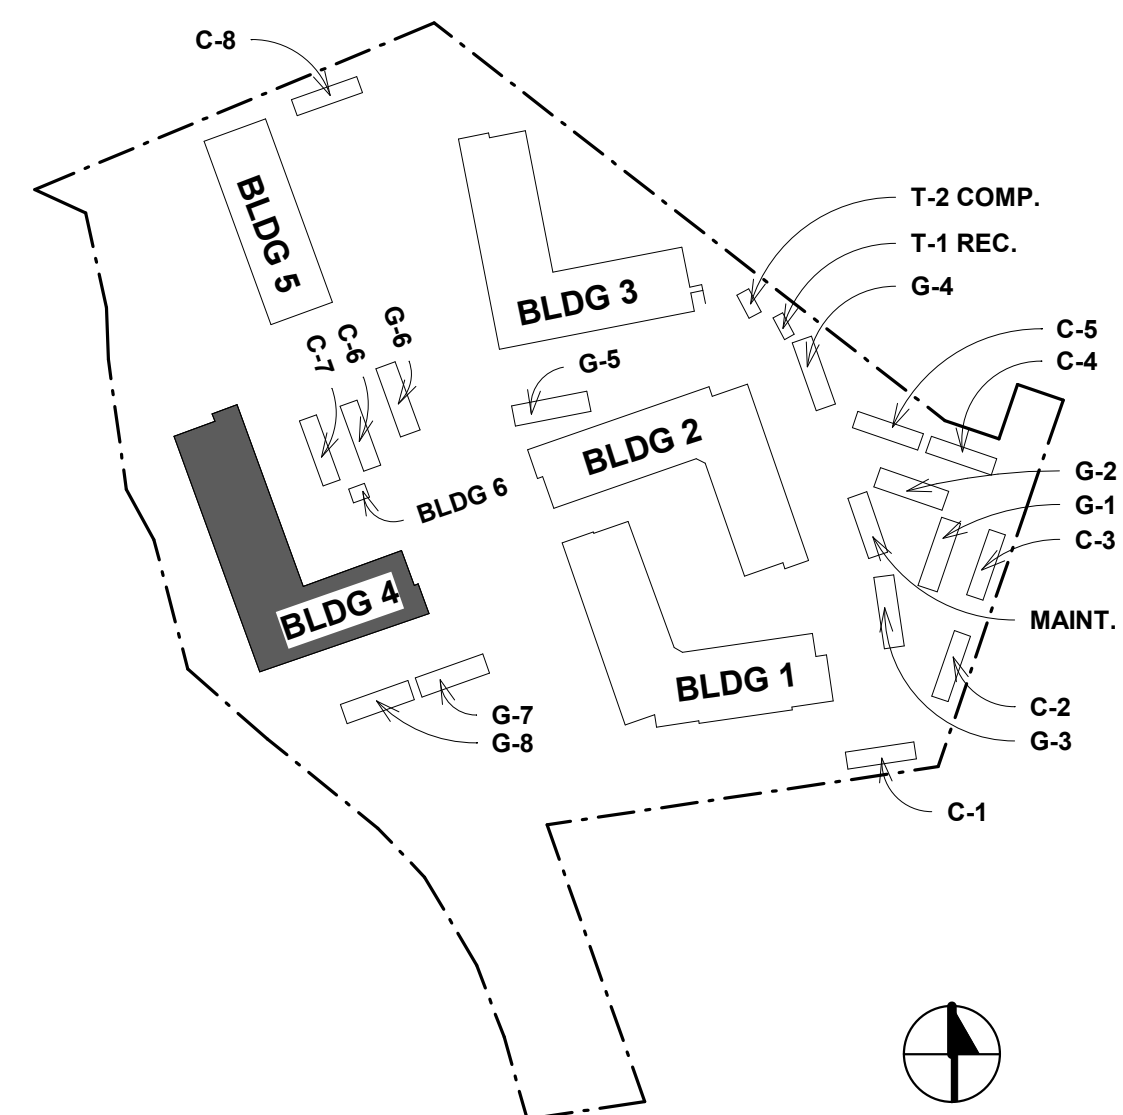 C-8
BLDG 5
T-2 COMP.
T-1 REC.
G-4
BLDG 3
C-7
C-6
G-6
G-5
C-5
C-4
BLDG 2
G-2
BLDG 6
G-1
C-3
BLDG 4
MAINT.
BLDG 1
G-7
G-8
C-2
G-3
C-1